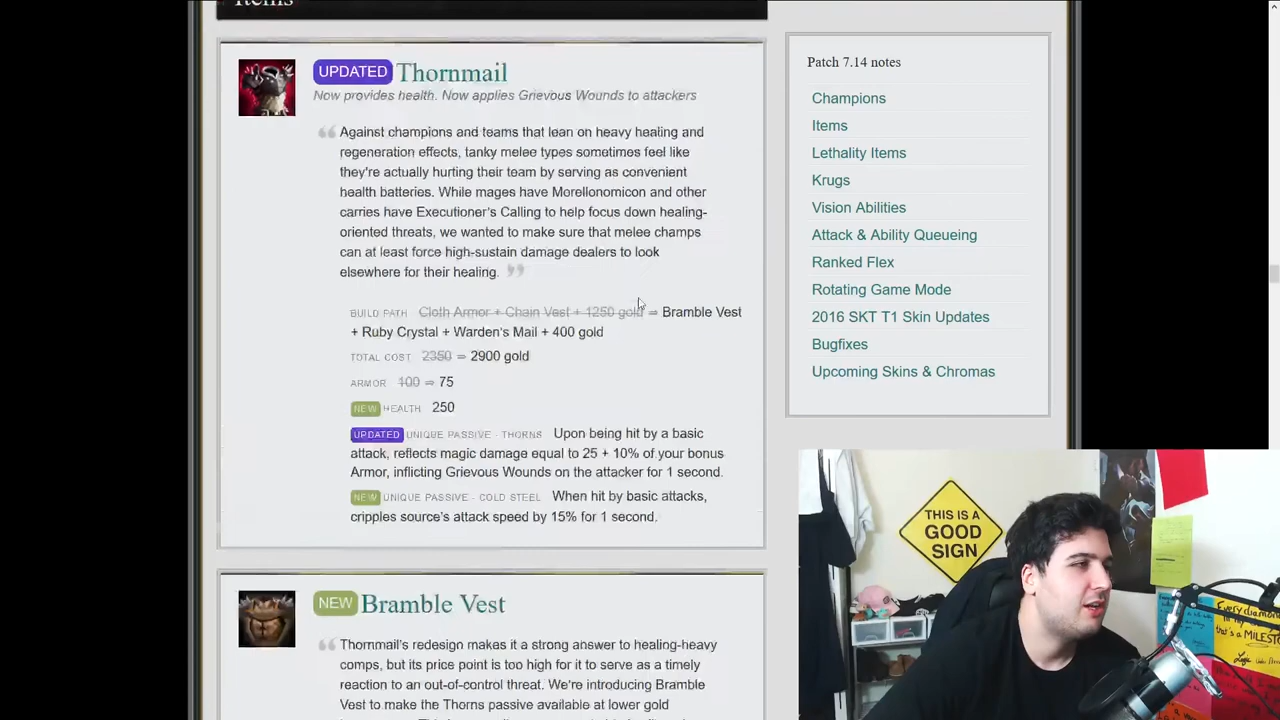 Items
UPDATED Thornmail
Now provides health. Now applies Grievous Wounds to attackers
“ Against champions and teams that lean on heavy healing and
regeneration effects, tanky melee types sometimes feel like
they're actually hurting their team by serving as convenient
health batteries. While mages have Morellonomicon and other
carries have Executioner's Calling to help focus down healing-
oriented threats, we wanted to make sure that melee champs
can at least force high-sustain damage dealers to look
elsewhere for their healing. ”
BUILD PATH Cloth Armor + Chain Vest + 1250 gold ⇒ Bramble Vest
+ Ruby Crystal + Warden's Mail + 400 gold
TOTAL COST 2350 ⇒ 2900 gold
ARMOR 100 ⇒ 75
NEW HEALTH 250
UPDATED UNIQUE PASSIVE - THORNS Upon being hit by a basic
attack, reflects magic damage equal to 25 + 10% of your bonus
Armor, inflicting Grievous Wounds on the attacker for 1 second.
NEW UNIQUE PASSIVE - COLD STEEL When hit by basic attacks,
cripples source's attack speed by 15% for 1 second.
NEW Bramble Vest
“ Thornmail's redesign makes it a strong answer to healing-heavy
comps, but its price point is too high for it to serve as a timely
reaction to an out-of-control threat. We're introducing Bramble
Vest to make the Thorns passive available at lower gold
Patch 7.14 notes
Champions
Items
Lethality Items
Krugs
Vision Abilities
Attack & Ability Queueing
Ranked Flex
Rotating Game Mode
2016 SKT T1 Skin Updates
Bugfixes
Upcoming Skins & Chromas
THIS IS A
GOOD
SIGN
Every diamond
that's a MILESTO
Logic